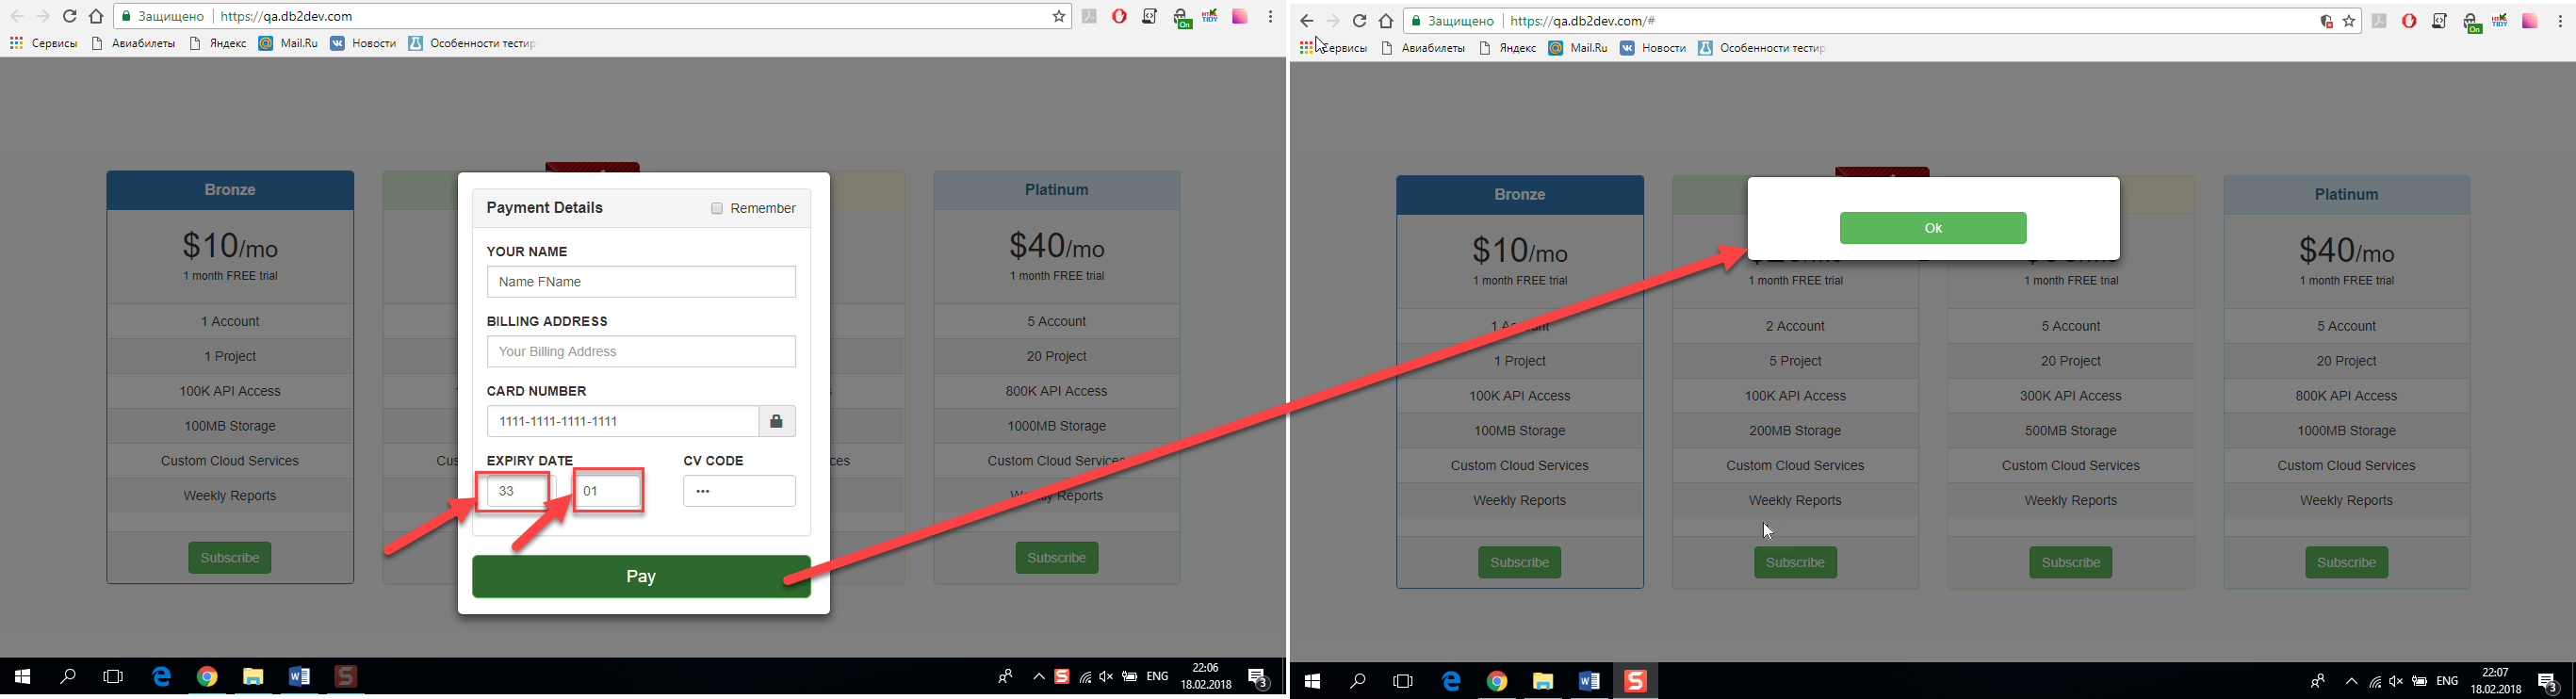 Защищено
https://qa.db2dev.com
On
HTML TIDY
Сервисы
Авиабилеты
Яндекс
Mail.Ru
Новости
Особенности тестир
Bronze
$10/mo
1 month FREE trial
1 Account
1 Project
100K API Access
100MB Storage
Custom Cloud Services
Weekly Reports
Subscribe
Payment Details
Remember
YOUR NAME
Name FName
BILLING ADDRESS
Your Billing Address
CARD NUMBER
1111-1111-1111-1111
EXPIRY DATE
CV CODE
33
01
•••
Pay
Platinum
$40/mo
1 month FREE trial
5 Account
20 Project
800K API Access
1000MB Storage
Custom Cloud Services
Weekly Reports
Subscribe
ENG
22:06
18.02.2018
3
Защищено
https://qa.db2dev.com/#
On
HTML TIDY
Сервисы
Авиабилеты
Яндекс
Mail.Ru
Новости
Особенности тестир
Ok
Bronze
$10/mo
1 month FREE trial
1 Account
1 Project
100K API Access
100MB Storage
Custom Cloud Services
Weekly Reports
Subscribe
1 month FREE trial
2 Account
5 Project
100K API Access
200MB Storage
Custom Cloud Services
Weekly Reports
Subscribe
1 month FREE trial
5 Account
20 Project
300K API Access
500MB Storage
Custom Cloud Services
Weekly Reports
Subscribe
Platinum
$40/mo
1 month FREE trial
5 Account
20 Project
800K API Access
1000MB Storage
Custom Cloud Services
Weekly Reports
Subscribe
ENG
22:07
18.02.2018
3